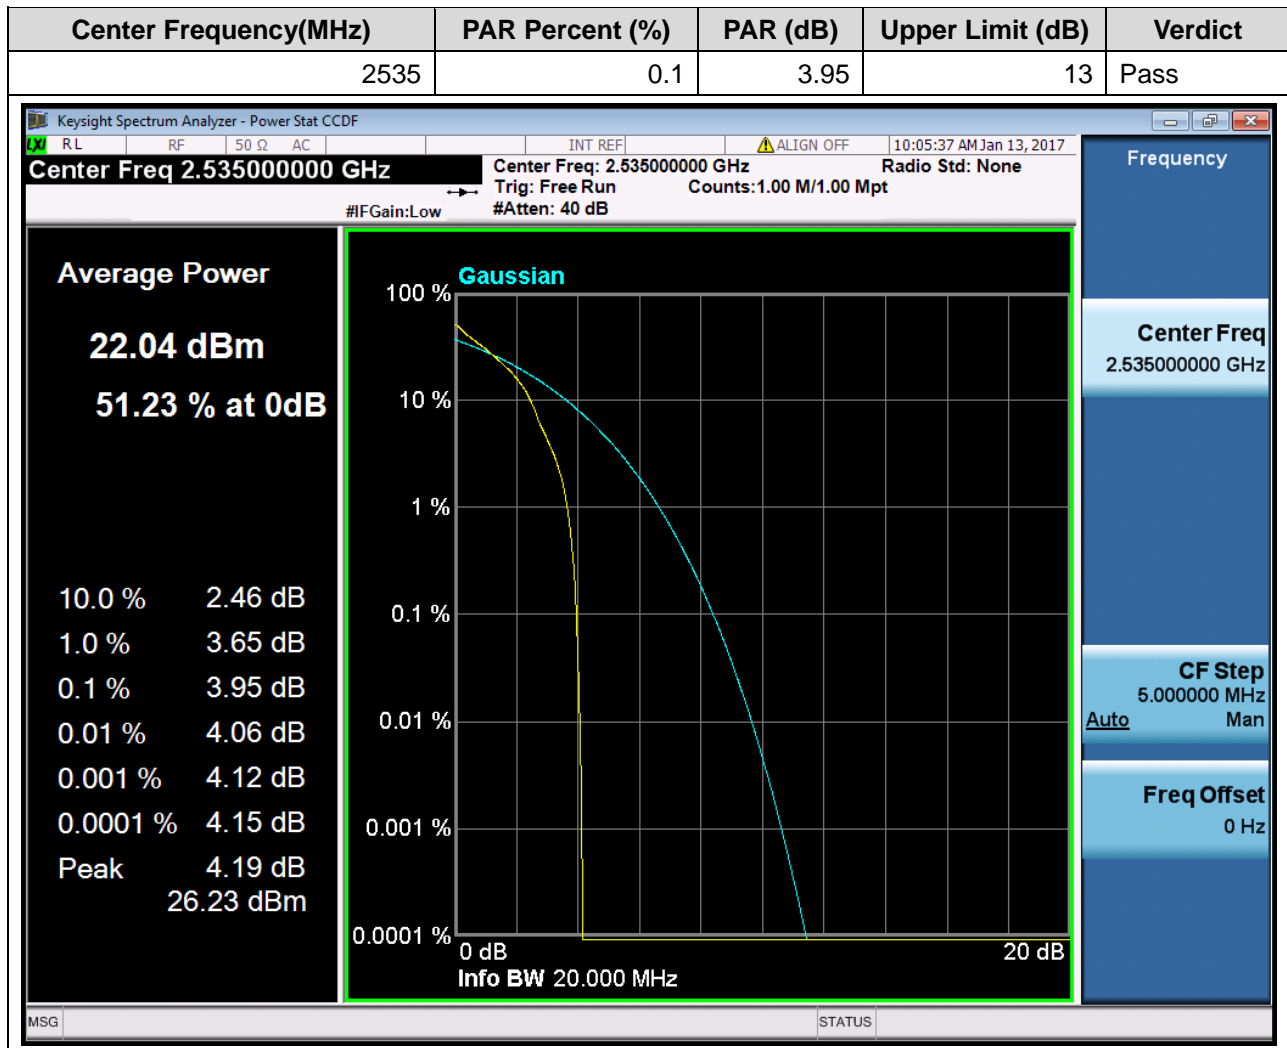 Center Frequency(MHz) PAR Percent (%) PAR (dB) Upper Limit (dB) Verdict
2535 0.1 3.95 13 Pass
Keysight Spectrum Analyzer - Power Stat CCDF
LXI RL RF 50 Ω AC INT REF ALIGN OFF 10:05:37 AM Jan 13, 2017
Center Freq 2.535000000 GHz
Center Freq: 2.535000000 GHz Radio Std: None
Trig: Free Run Counts:1.00 M/1.00 Mpt
#IFGain:Low #Atten: 40 dB
Frequency
Average Power
22.04 dBm
51.23 % at 0dB
10.0 % 2.46 dB
1.0 % 3.65 dB
0.1 % 3.95 dB
0.01 % 4.06 dB
0.001 % 4.12 dB
0.0001 % 4.15 dB
Peak 4.19 dB
26.23 dBm
Gaussian
100 %
10 %
1 %
0.1 %
0.01 %
0.001 %
0.0001 %
0 dB 20 dB
Info BW 20.000 MHz
Center Freq
2.535000000 GHz
CF Step
5.000000 MHz
Auto Man
Freq Offset
0 Hz
MSG STATUS